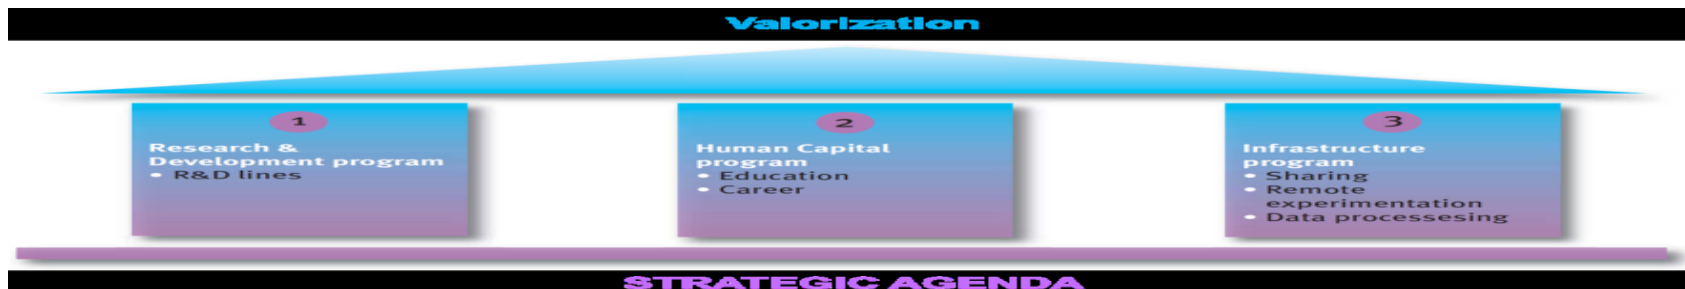 Valorization
1
Research &
Development program
• R&D lines
2
Human Capital
program
• Education
• Career
3
Infrastructure
program
• Sharing
• Remote
experimentation
• Data processesing
STRATEGIC AGENDA